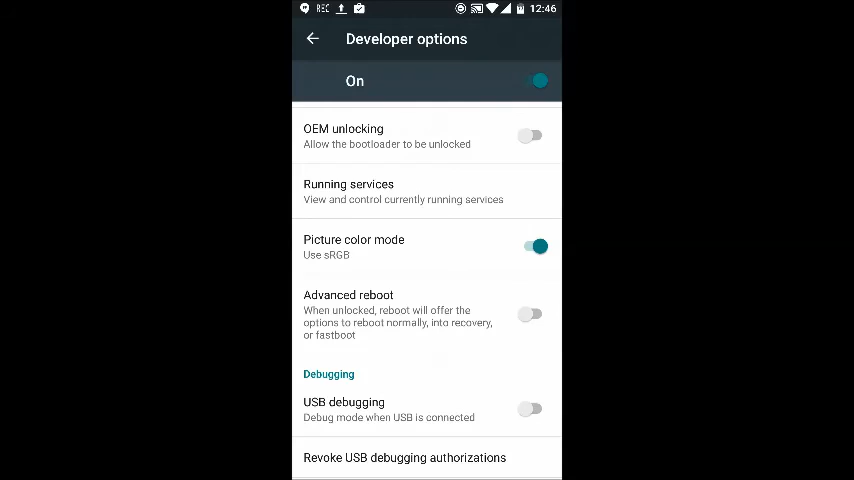 REC 12:46
Developer options
On
OEM unlocking
Allow the bootloader to be unlocked
Running services
View and control currently running services
Picture color mode
Use sRGB
Advanced reboot
When unlocked, reboot will offer the
options to reboot normally, into recovery,
or fastboot
Debugging
USB debugging
Debug mode when USB is connected
Revoke USB debugging authorizations